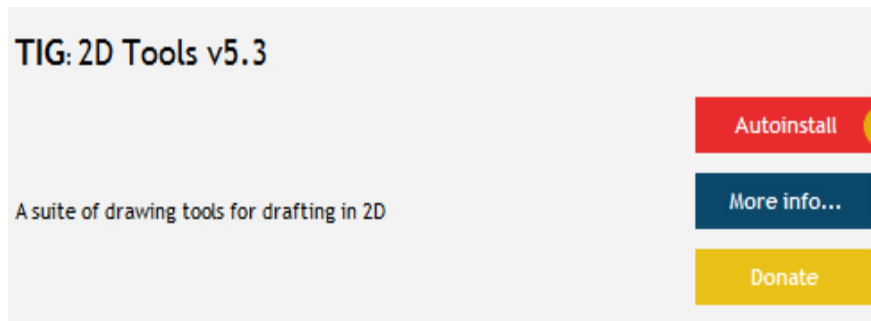 TIG: 2D Tools v5.3
Autoinstall
A suite of drawing tools for drafting in 2D
More info...
Donate